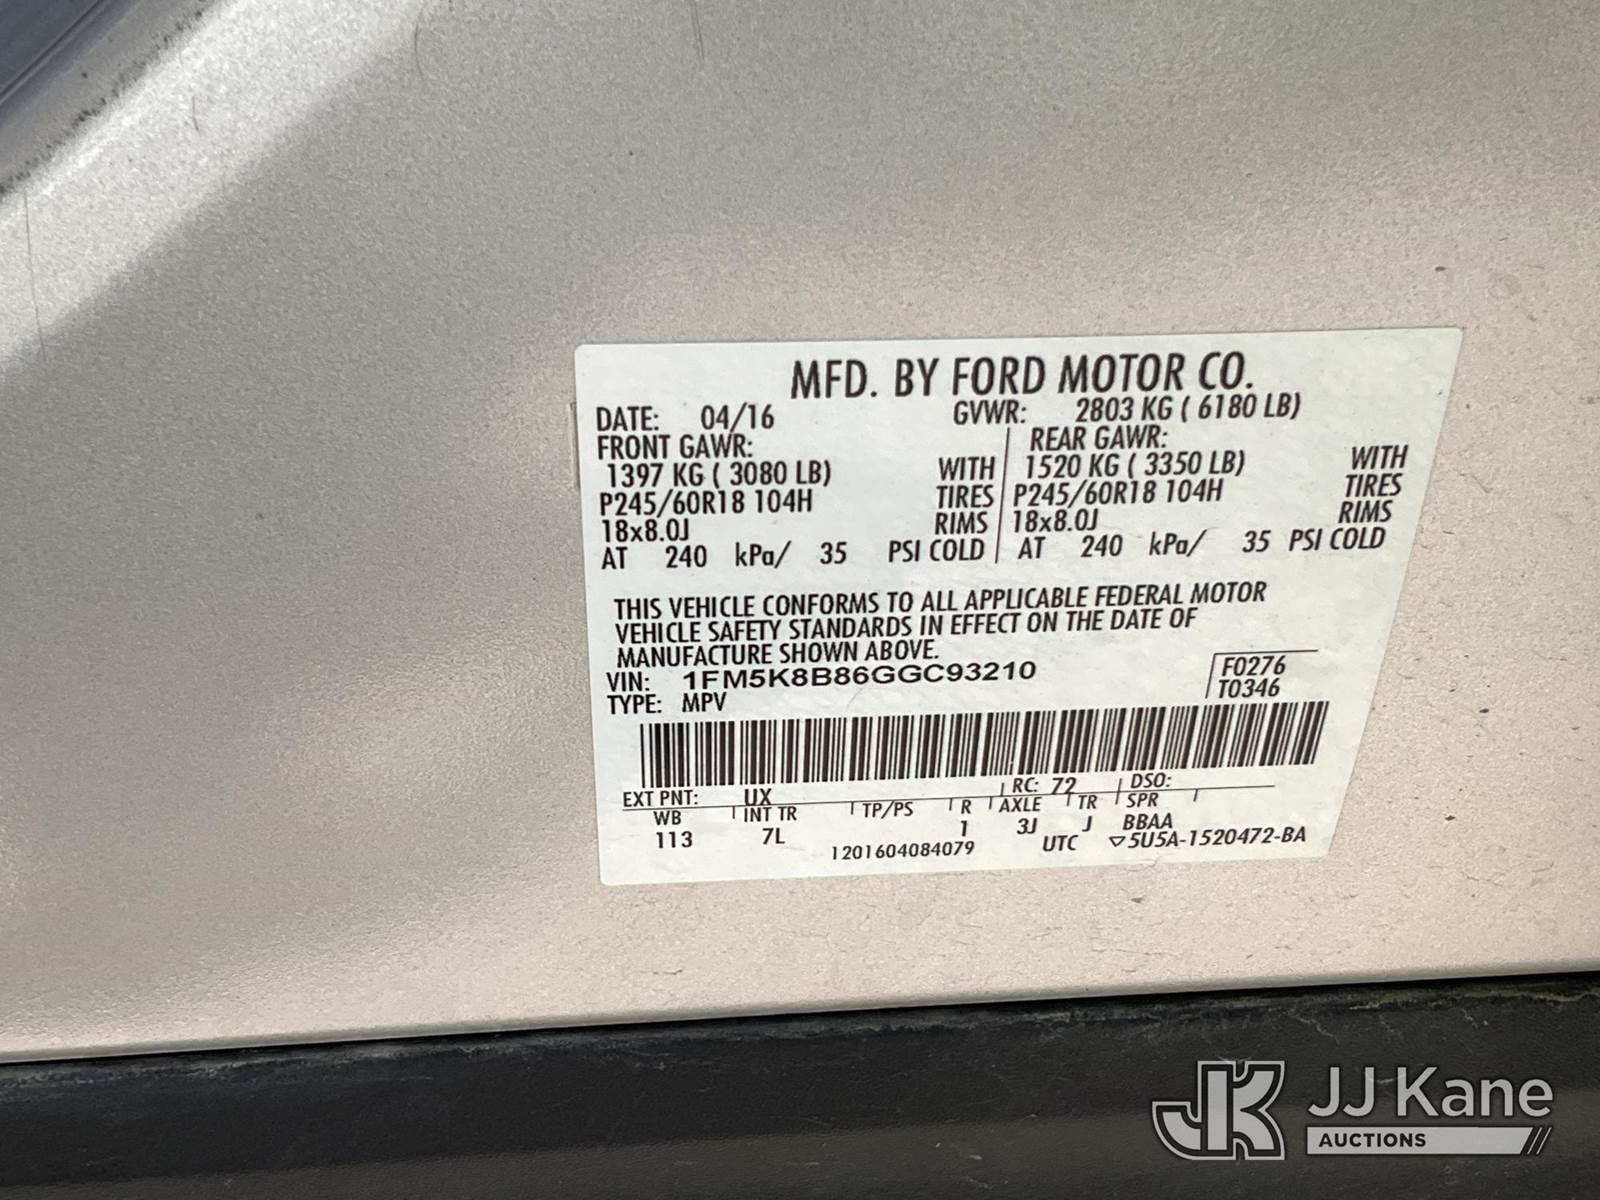 MFD. BY FORD MOTOR CO.
DATE: 04/16 GVWR: 2803 KG ( 6180 LB)
FRONT GAWR: REAR GAWR:
1397 KG ( 3080 LB) WITH 1520 KG ( 3350 LB) WITH
P245/60R18 104H TIRES P245/60R18 104H TIRES
18x8.0J RIMS 18x8.0J RIMS
AT 240 kPa/ 35 PSI COLD AT 240 kPa/ 35 PSI COLD
THIS VEHICLE CONFORMS TO ALL APPLICABLE FEDERAL MOTOR
VEHICLE SAFETY STANDARDS IN EFFECT ON THE DATE OF
MANUFACTURE SHOWN ABOVE.
VIN: 1FM5K8B86GGC93210 F0276
TYPE: MPV T0346
EXT PNT: UX RC: 72 DSO:
WB INT TR TP/PS R AXLE TR SPR
113 7L 1 3J J BBAA
1201604084079 UTC ▽5U5A-1520472-BA
JK JJ Kane
AUCTIONS